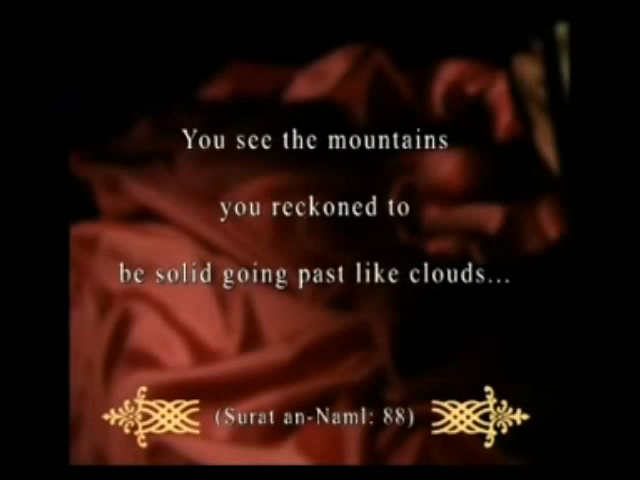 You see the mountains
you reckoned to
be solid going past like clouds...
(Surat an-Naml: 88)